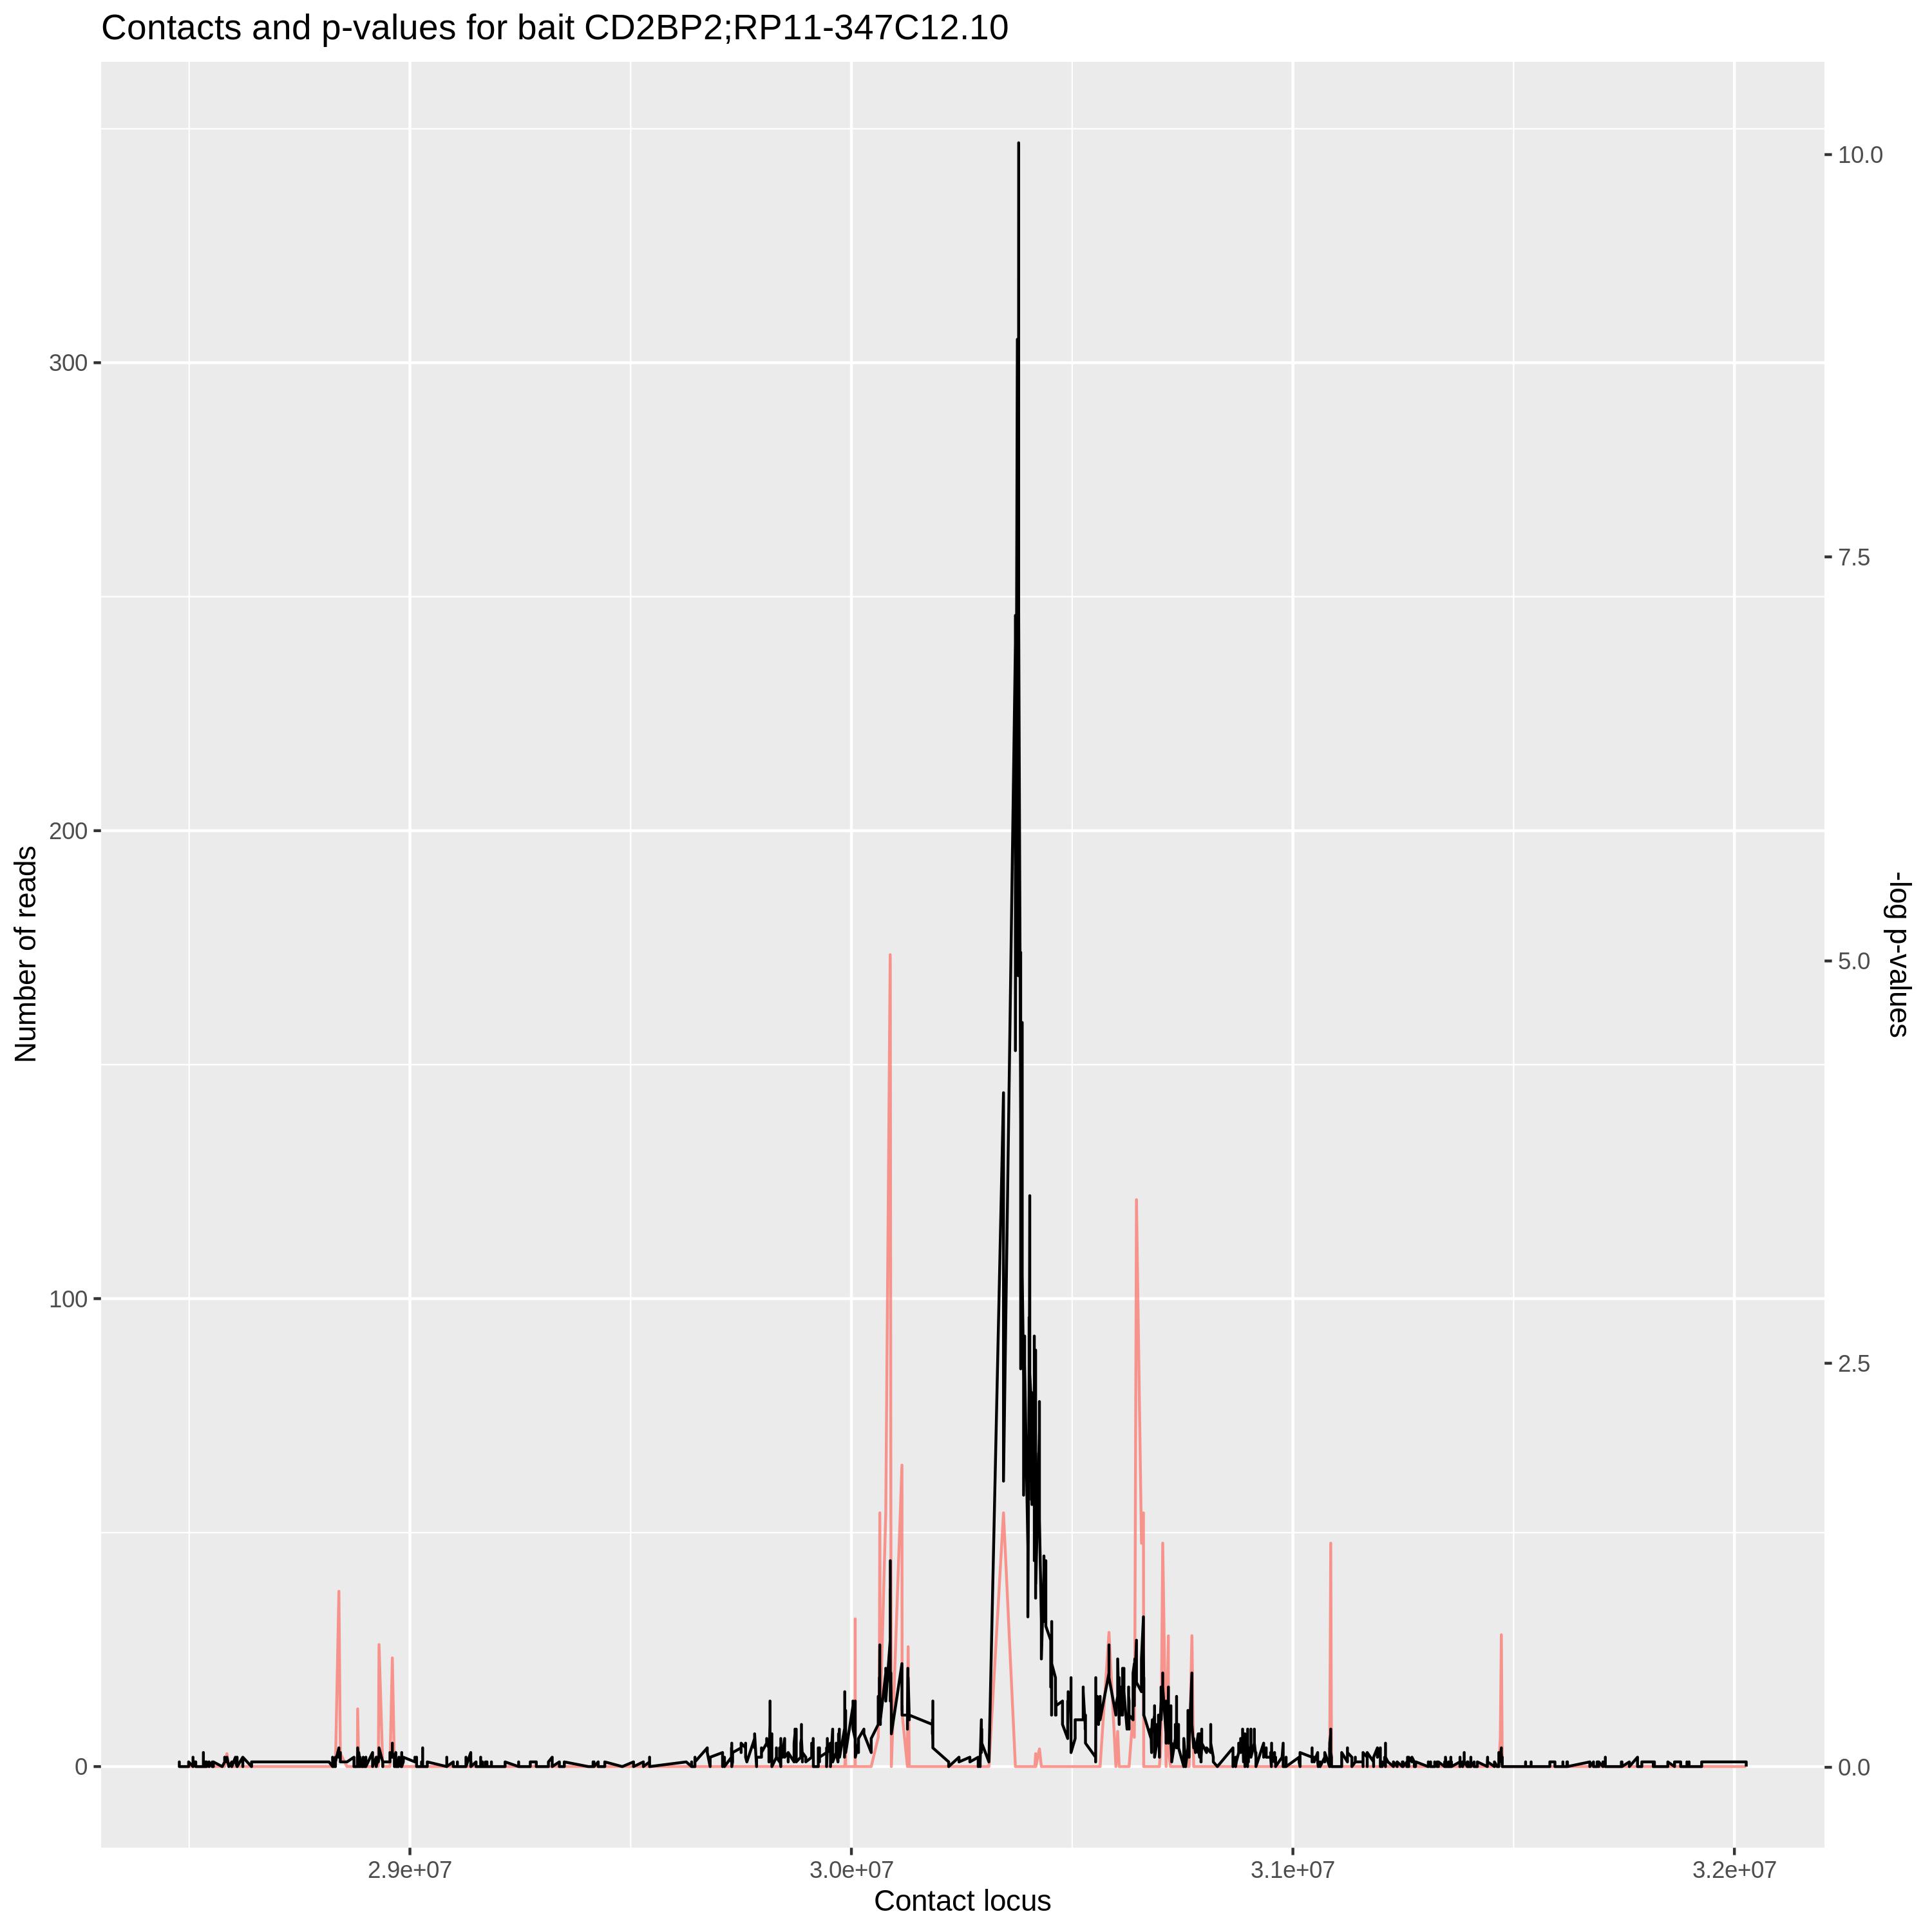 Contacts and p-values for bait CD2BP2;RP11-347C12.10
Number of reads
300
200
100
0
10.0
7.5
5.0
2.5
0.0
-log p-values
2.9e+07
3.0e+07
3.1e+07
3.2e+07
Contact locus